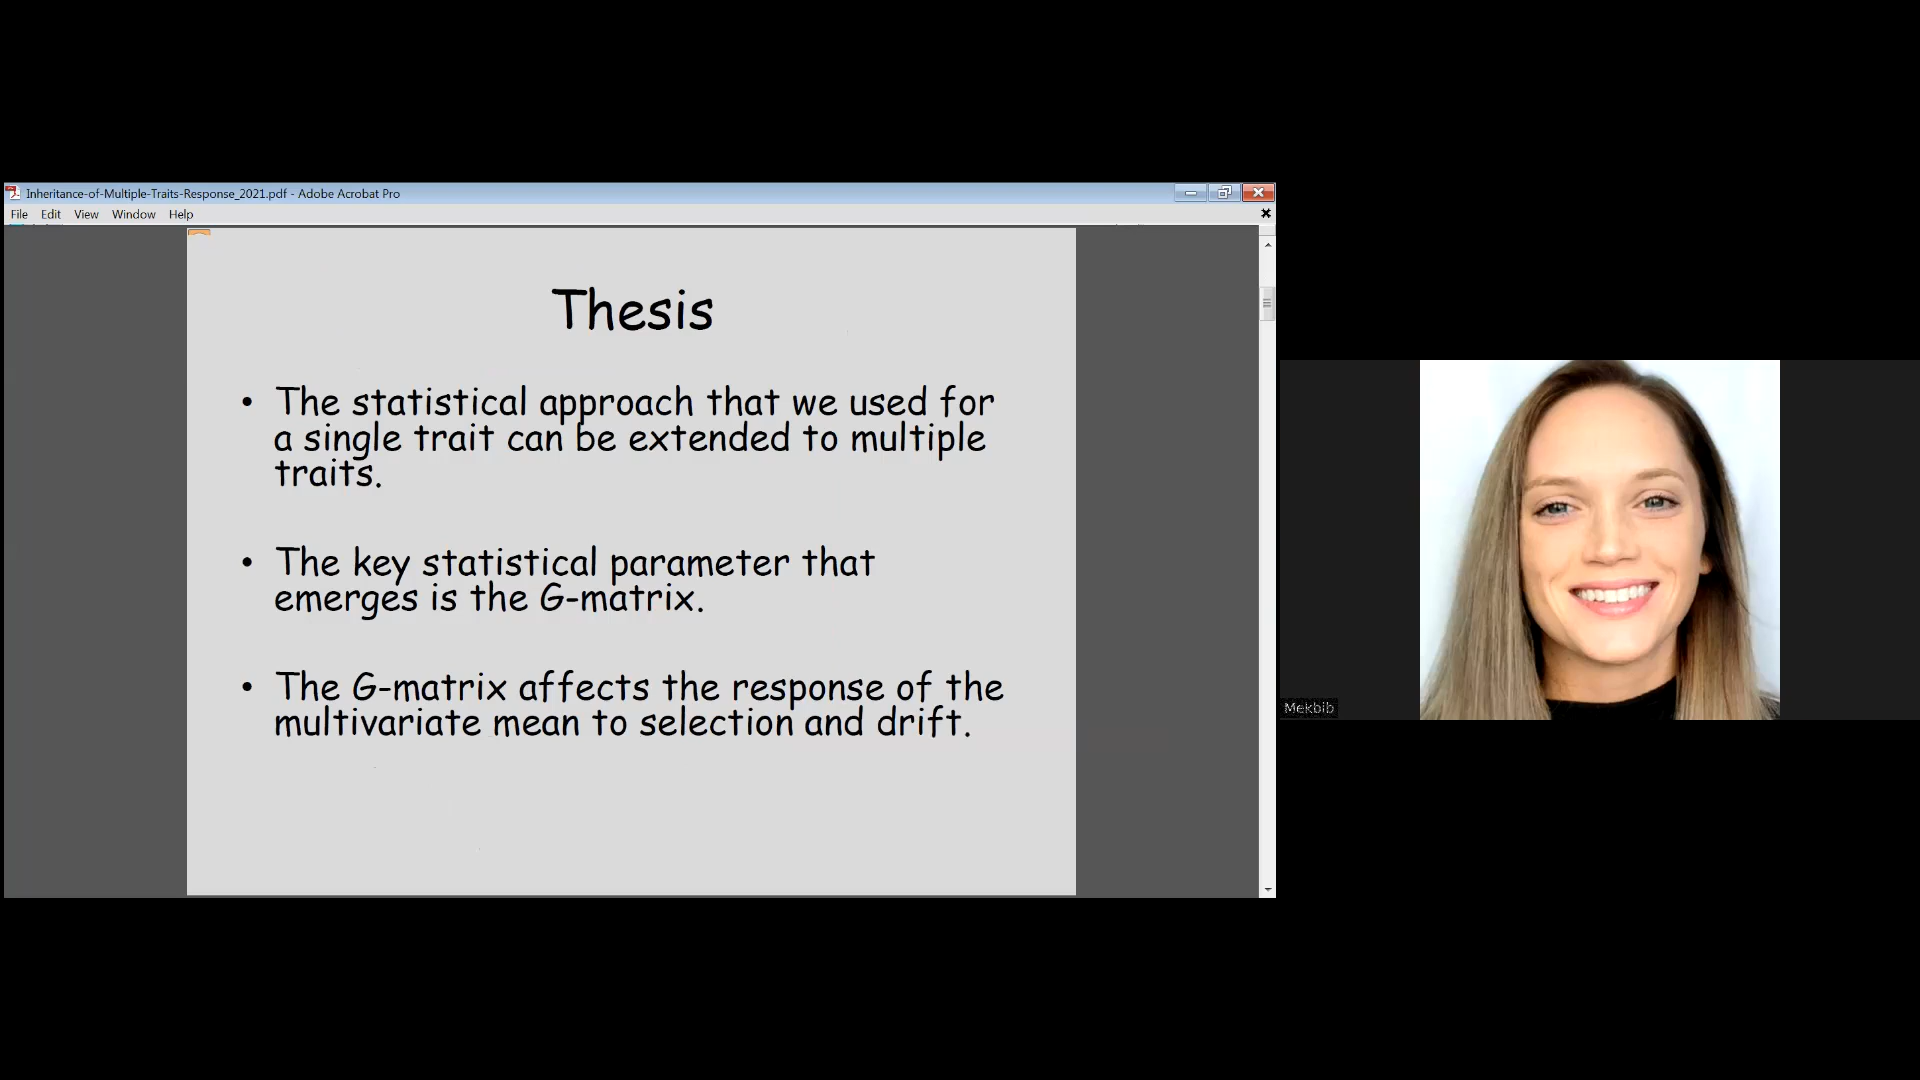 Inheritance-of-Multiple-Traits-Response_2021.pdf - Adobe Acrobat Pro
File Edit View Window Help
Thesis
• The statistical approach that we used for
a single trait can be extended to multiple
traits.
• The key statistical parameter that
emerges is the G-matrix.
• The G-matrix affects the response of the
multivariate mean to selection and drift.
Mekbib